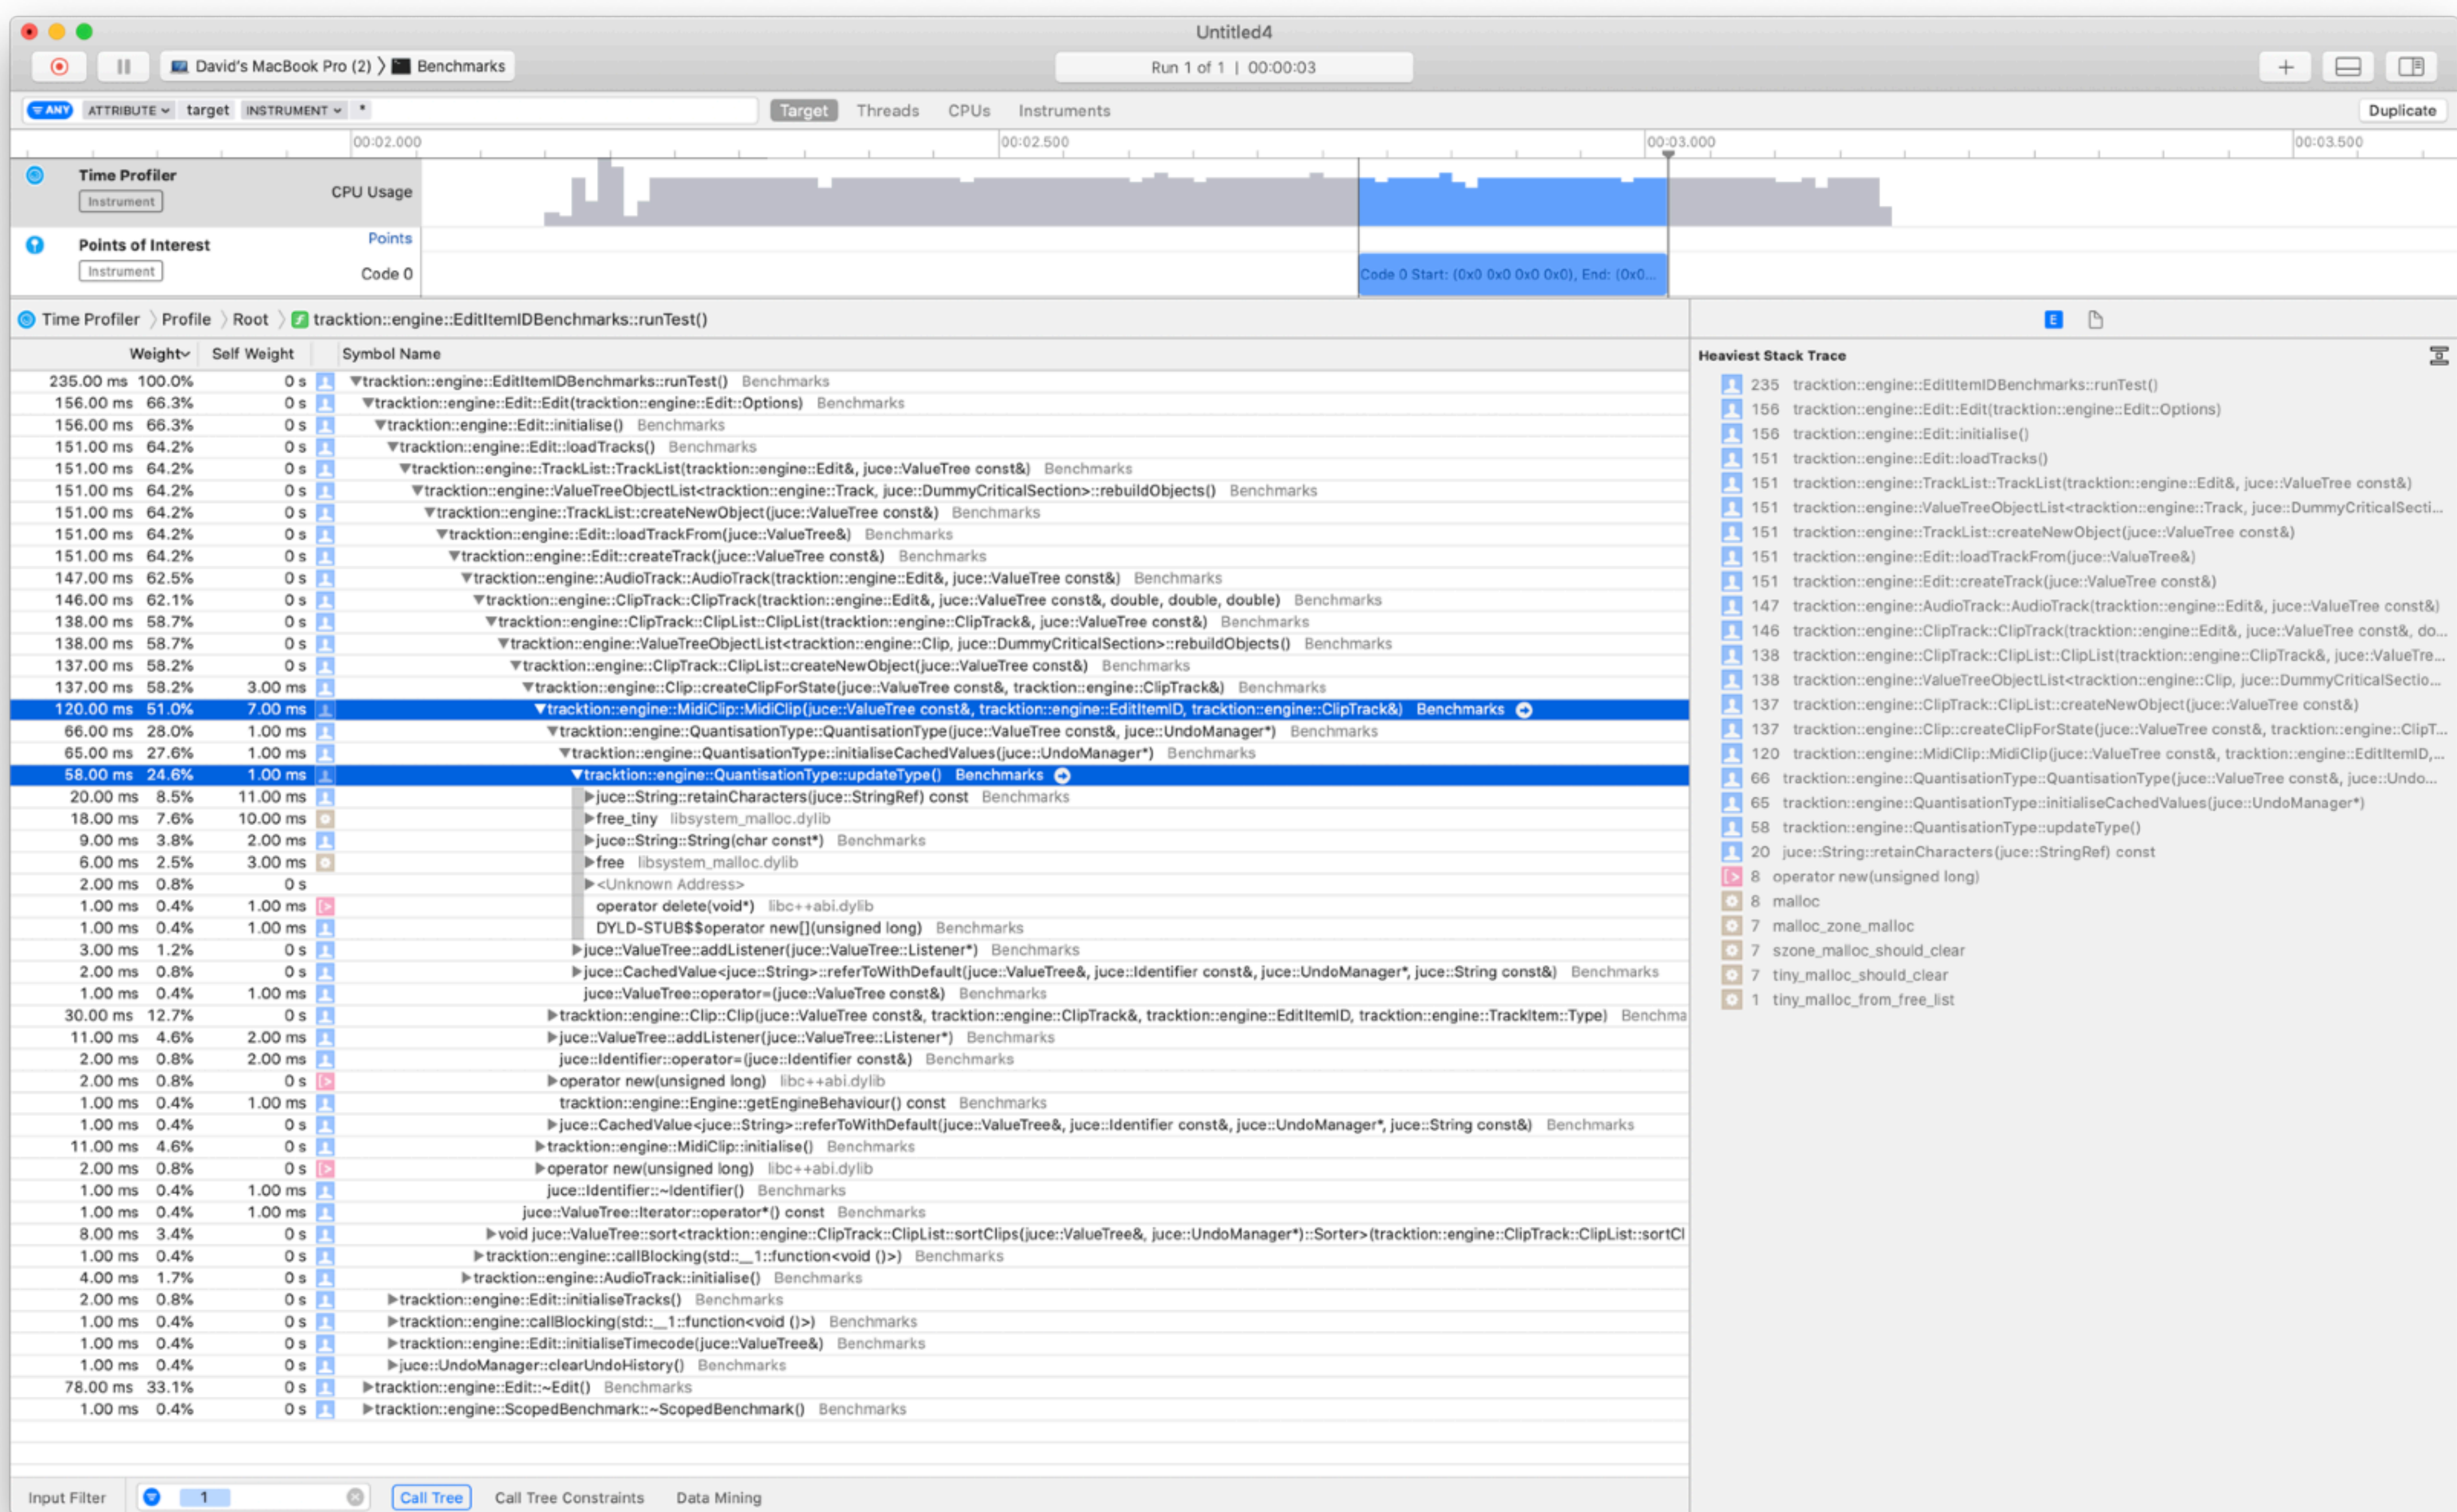 Untitled4
David's MacBook Pro (2) Benchmarks Run 1 of 1 | 00:00:03
ANY ATTRIBUTE target INSTRUMENT * Target Threads CPUs Instruments Duplicate
00:02.000 00:02.500 00:03.000 00:03.500
Time Profiler
Instrument
CPU Usage
Points of Interest
Instrument
Points
Code 0
Code 0 Start: (0x0 0x0 0x0 0x0), End: (0x0...
Time Profiler Profile Root tracktion::engine::EditItemIDBenchmarks::runTest()
Weight Self Weight Symbol Name
235.00 ms 100.0% 0 s tracktion::engine::EditItemIDBenchmarks::runTest() Benchmarks
156.00 ms 66.3% 0 s tracktion::engine::Edit::Edit(tracktion::engine::Edit::Options) Benchmarks
156.00 ms 66.3% 0 s tracktion::engine::Edit::initialise() Benchmarks
151.00 ms 64.2% 0 s tracktion::engine::Edit::loadTracks() Benchmarks
151.00 ms 64.2% 0 s tracktion::engine::TrackList::TrackList(tracktion::engine::Edit&, juce::ValueTree const&) Benchmarks
151.00 ms 64.2% 0 s tracktion::engine::ValueTreeObjectList<tracktion::engine::Track, juce::DummyCriticalSection>::rebuildObjects() Benchmarks
151.00 ms 64.2% 0 s tracktion::engine::TrackList::createNewObject(juce::ValueTree const&) Benchmarks
151.00 ms 64.2% 0 s tracktion::engine::Edit::loadTrackFrom(juce::ValueTree&) Benchmarks
151.00 ms 64.2% 0 s tracktion::engine::Edit::createTrack(juce::ValueTree const&) Benchmarks
147.00 ms 62.5% 0 s tracktion::engine::AudioTrack::AudioTrack(tracktion::engine::Edit&, juce::ValueTree const&) Benchmarks
146.00 ms 62.1% 0 s tracktion::engine::ClipTrack::ClipTrack(tracktion::engine::Edit&, juce::ValueTree const&, double, double, double) Benchmarks
138.00 ms 58.7% 0 s tracktion::engine::ClipTrack::ClipList::ClipList(tracktion::engine::ClipTrack&, juce::ValueTree const&) Benchmarks
138.00 ms 58.7% 0 s tracktion::engine::ValueTreeObjectList<tracktion::engine::Clip, juce::DummyCriticalSection>::rebuildObjects() Benchmarks
137.00 ms 58.2% 0 s tracktion::engine::ClipTrack::ClipList::createNewObject(juce::ValueTree const&) Benchmarks
137.00 ms 58.2% 3.00 ms tracktion::engine::Clip::createClipForState(juce::ValueTree const&, tracktion::engine::ClipTrack&) Benchmarks
120.00 ms 51.0% 7.00 ms tracktion::engine::MidiClip::MidiClip(juce::ValueTree const&, tracktion::engine::EditItemID, tracktion::engine::ClipTrack&) Benchmarks
66.00 ms 28.0% 1.00 ms tracktion::engine::QuantisationType::QuantisationType(juce::ValueTree const&, juce::UndoManager*) Benchmarks
65.00 ms 27.6% 1.00 ms tracktion::engine::QuantisationType::initialiseCachedValues(juce::UndoManager*) Benchmarks
58.00 ms 24.6% 1.00 ms tracktion::engine::QuantisationType::updateType() Benchmarks
20.00 ms 8.5% 11.00 ms juce::String::retainCharacters(juce::StringRef) const Benchmarks
18.00 ms 7.6% 10.00 ms free_tiny libsystem_malloc.dylib
9.00 ms 3.8% 2.00 ms juce::String::String(char const*) Benchmarks
6.00 ms 2.5% 3.00 ms free libsystem_malloc.dylib
2.00 ms 0.8% 0 s <Unknown Address>
1.00 ms 0.4% 1.00 ms operator delete(void*) libc++abi.dylib
1.00 ms 0.4% 1.00 ms DYLD-STUB$$operator new[](unsigned long) Benchmarks
3.00 ms 1.2% 0 s juce::ValueTree::addListener(juce::ValueTree::Listener*) Benchmarks
2.00 ms 0.8% 0 s juce::CachedValue<juce::String>::referToWithDefault(juce::ValueTree&, juce::Identifier const&, juce::UndoManager*, juce::String const&) Benchmarks
1.00 ms 0.4% 1.00 ms juce::ValueTree::operator=(juce::ValueTree const&) Benchmarks
30.00 ms 12.7% 0 s tracktion::engine::Clip::Clip(juce::ValueTree const&, tracktion::engine::ClipTrack&, tracktion::engine::EditItemID, tracktion::engine::TrackItem::Type) Benchma
11.00 ms 4.6% 2.00 ms juce::ValueTree::addListener(juce::ValueTree::Listener*) Benchmarks
2.00 ms 0.8% 2.00 ms juce::Identifier::operator=(juce::Identifier const&) Benchmarks
2.00 ms 0.8% 0 s operator new(unsigned long) libc++abi.dylib
1.00 ms 0.4% 1.00 ms tracktion::engine::Engine::getEngineBehaviour() const Benchmarks
1.00 ms 0.4% 0 s juce::CachedValue<juce::String>::referToWithDefault(juce::ValueTree&, juce::Identifier const&, juce::UndoManager*, juce::String const&) Benchmarks
11.00 ms 4.6% 0 s tracktion::engine::MidiClip::initialise() Benchmarks
2.00 ms 0.8% 0 s operator new(unsigned long) libc++abi.dylib
1.00 ms 0.4% 1.00 ms juce::Identifier::~Identifier() Benchmarks
1.00 ms 0.4% 1.00 ms juce::ValueTree::Iterator::operator*() const Benchmarks
8.00 ms 3.4% 0 s void juce::ValueTree::sort<tracktion::engine::ClipTrack::ClipList::sortClips(juce::ValueTree&, juce::UndoManager*)::Sorter>(tracktion::engine::ClipTrack::ClipList::sortCl
1.00 ms 0.4% 0 s tracktion::engine::callBlocking(std::__1::function<void ()>) Benchmarks
4.00 ms 1.7% 0 s tracktion::engine::AudioTrack::initialise() Benchmarks
2.00 ms 0.8% 0 s tracktion::engine::Edit::initialiseTracks() Benchmarks
1.00 ms 0.4% 0 s tracktion::engine::callBlocking(std::__1::function<void ()>) Benchmarks
1.00 ms 0.4% 0 s tracktion::engine::Edit::initialiseTimecode(juce::ValueTree&) Benchmarks
1.00 ms 0.4% 0 s juce::UndoManager::clearUndoHistory() Benchmarks
78.00 ms 33.1% 0 s tracktion::engine::Edit::~Edit() Benchmarks
1.00 ms 0.4% 0 s tracktion::engine::ScopedBenchmark::~ScopedBenchmark() Benchmarks
E
Heaviest Stack Trace
235 tracktion::engine::EditItemIDBenchmarks::runTest()
156 tracktion::engine::Edit::Edit(tracktion::engine::Edit::Options)
156 tracktion::engine::Edit::initialise()
151 tracktion::engine::Edit::loadTracks()
151 tracktion::engine::TrackList::TrackList(tracktion::engine::Edit&, juce::ValueTree const&)
151 tracktion::engine::ValueTreeObjectList<tracktion::engine::Track, juce::DummyCriticalSecti...
151 tracktion::engine::TrackList::createNewObject(juce::ValueTree const&)
151 tracktion::engine::Edit::loadTrackFrom(juce::ValueTree&)
151 tracktion::engine::Edit::createTrack(juce::ValueTree const&)
147 tracktion::engine::AudioTrack::AudioTrack(tracktion::engine::Edit&, juce::ValueTree const&)
146 tracktion::engine::ClipTrack::ClipTrack(tracktion::engine::Edit&, juce::ValueTree const&, do...
138 tracktion::engine::ClipTrack::ClipList::ClipList(tracktion::engine::ClipTrack&, juce::ValueTre...
138 tracktion::engine::ValueTreeObjectList<tracktion::engine::Clip, juce::DummyCriticalSectio...
137 tracktion::engine::ClipTrack::ClipList::createNewObject(juce::ValueTree const&)
137 tracktion::engine::Clip::createClipForState(juce::ValueTree const&, tracktion::engine::ClipT...
120 tracktion::engine::MidiClip::MidiClip(juce::ValueTree const&, tracktion::engine::EditItemID,...
66 tracktion::engine::QuantisationType::QuantisationType(juce::ValueTree const&, juce::Undo...
65 tracktion::engine::QuantisationType::initialiseCachedValues(juce::UndoManager*)
58 tracktion::engine::QuantisationType::updateType()
20 juce::String::retainCharacters(juce::StringRef) const
8 operator new(unsigned long)
8 malloc
7 malloc_zone_malloc
7 szone_malloc_should_clear
7 tiny_malloc_should_clear
1 tiny_malloc_from_free_list
Input Filter 1 Call Tree Call Tree Constraints Data Mining